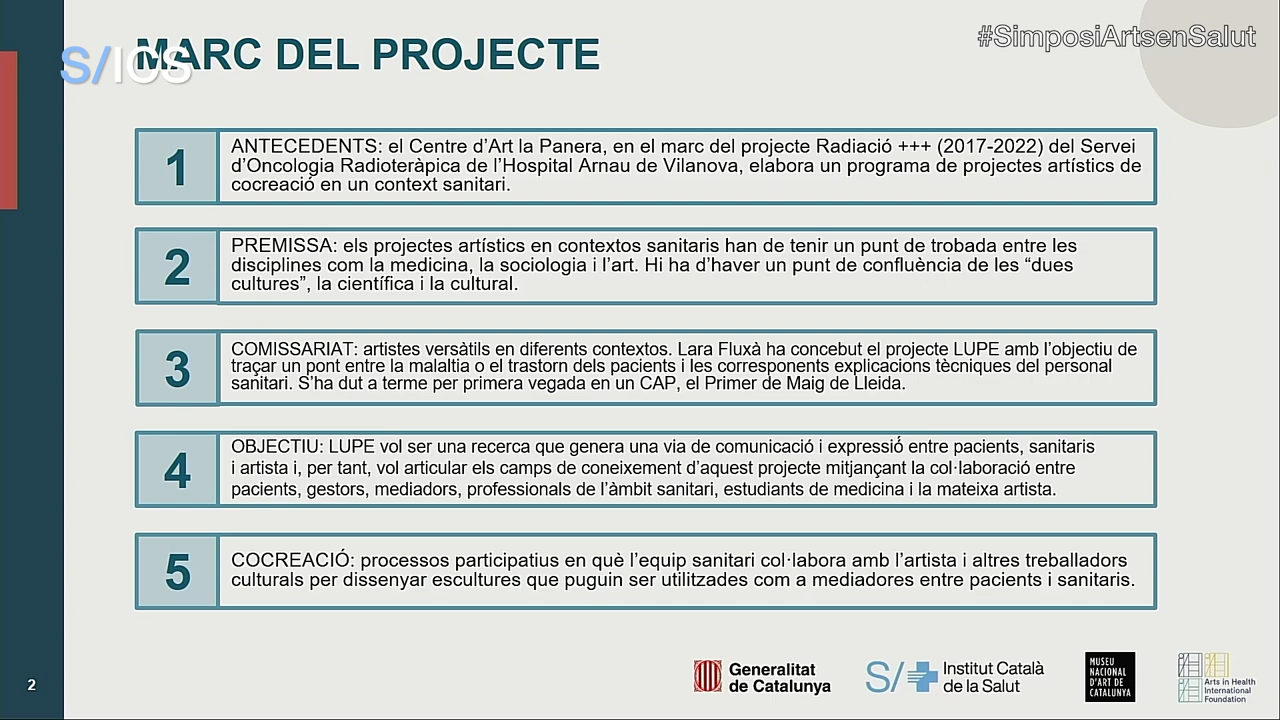 #SimposiArtsenSalut
S/ICS
MARC DEL PROJECTE
1
ANTECEDENTS: el Centre d'Art la Panera, en el marc del projecte Radiació +++ (2017-2022) del Servei
d'Oncologia Radioteràpica de l'Hospital Arnau de Vilanova, elabora un programa de projectes artístics de
cocreació en un context sanitari.
2
PREMISSA: els projectes artístics en contextos sanitaris han de tenir un punt de trobada entre les
disciplines com la medicina, la sociologia i l'art. Hi ha d'haver un punt de confluència de les “dues
cultures”, la científica i la cultural.
3
COMISSARIAT: artistes versàtils en diferents contextos. Lara Fluxà ha concebut el projecte LUPE amb l'objectiu de
traçar un pont entre la malaltia o el trastorn dels pacients i les corresponents explicacions tècniques del personal
sanitari. S'ha dut a terme per primera vegada en un CAP, el Primer de Maig de Lleida.
4
OBJECTIU: LUPE vol ser una recerca que genera una via de comunicació i expressió entre pacients, sanitaris
i artista i, per tant, vol articular els camps de coneixement d'aquest projecte mitjançant la col·laboració entre
pacients, gestors, mediadors, professionals de l'àmbit sanitari, estudiants de medicina i la mateixa artista.
5
COCREACIÓ: processos participatius en què l'equip sanitari col·labora amb l'artista i altres treballadors
culturals per dissenyar escultures que puguin ser utilitzades com a mediadores entre pacients i sanitaris.
2
Generalitat
de Catalunya
S/
Institut Català
de la Salut
MUSEU
NACIONAL
D'ART DE
CATALUNYA
Arts in Health
International
Foundation